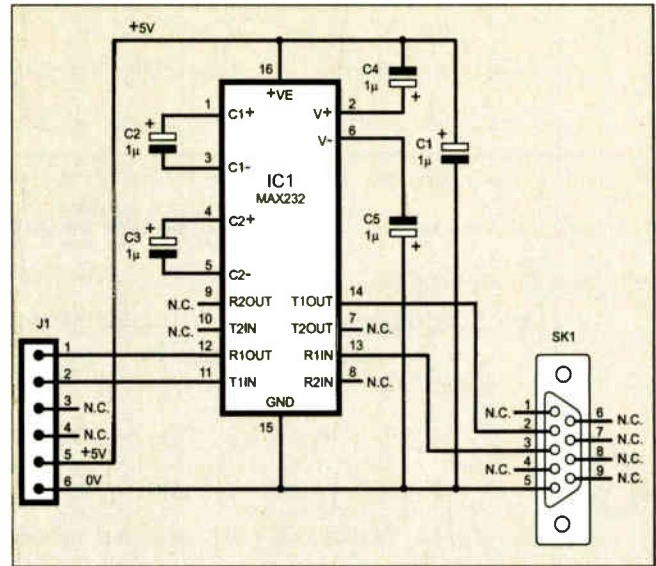 +5V
16
+VE
C4
1µ
+
1
C1+
V+
2
C2
1µ
+
3
C1-
V-
6
C1
1µ
+
IC1
MAX232
4
C2+
C3
1µ
+
5
C2-
C5
1µ
+
N.C.
9
R2OUT
T1OUT
14
N.C.
10
T2IN
T2OUT
7
N.C.
12
R1OUT
R1IN
13
11
T1IN
R2IN
8
N.C.
GND
15
J1
1
2
3
N.C.
4
N.C.
5
+5V
6
0V
SK1
N.C.
1
6
N.C.
2
7
N.C.
3
8
N.C.
N.C.
4
9
N.C.
5